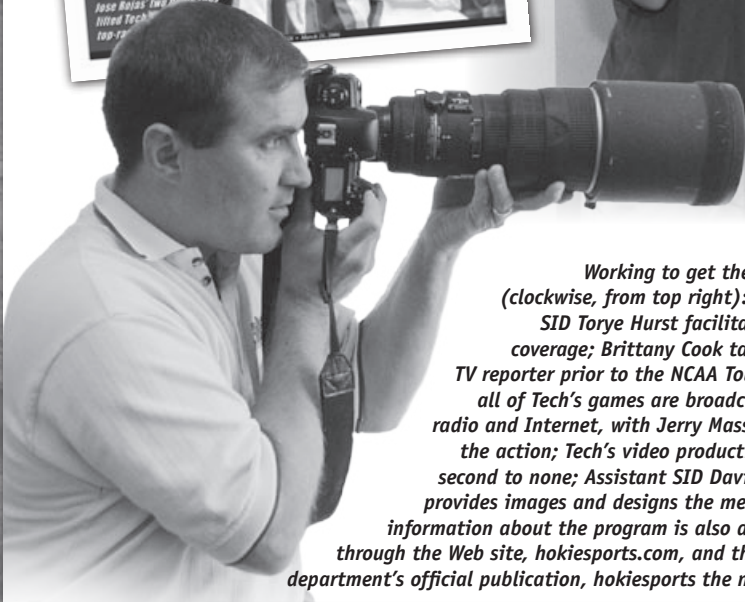 Jose Rojas' two
lifted Tech
top-ra
Working to get the
(clockwise, from top right):
SID Torye Hurst facilita
coverage; Brittany Cook ta
TV reporter prior to the NCAA To
all of Tech's games are broadc
radio and Internet, with Jerry Mass
the action; Tech's video product
second to none; Assistant SID Davi
provides images and designs the me
information about the program is also a
through the Web site, hokiesports.com, and th
department's official publication, hokiesports the n